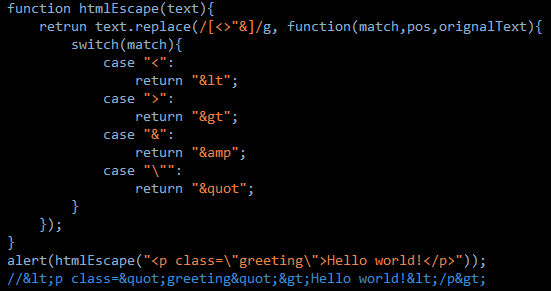 function htmlEscape(text){
    retrun text.replace(/[<>"&]/g, function(match,pos,orignalText){
        switch(match){
            case "<":
                return "&lt";
            case ">":
                return "&gt";
            case "&":
                return "&amp";
            case "\"":
                return "&quot";
        }
    });
}
alert(htmlEscape("<p class=\"greeting\">Hello world!</p>"));
//&lt;p class=&quot;greeting&quot;&gt;Hello world!&lt;/p&gt;